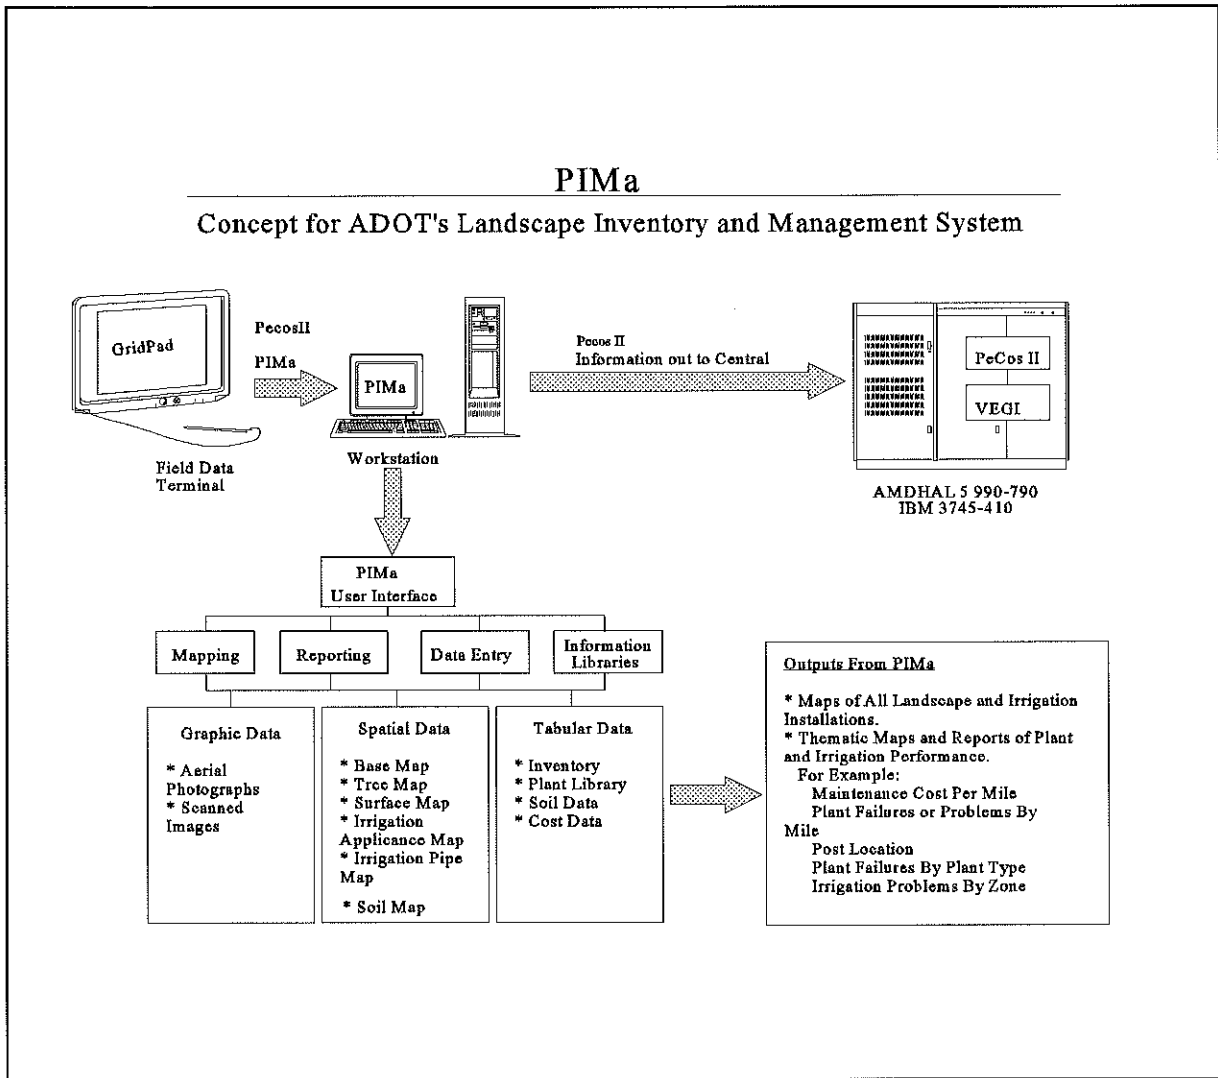 PIMa
Concept for ADOT's Landscape Inventory and Management System
GridPad
PecosII
PIMa
PIMa
Pecos II
Information out to Central
PeCos II
VEGI
Field Data
Terminal
Workstation
AMDHAL 5 990-790
IBM 3745-410
PIMa
User Interface
Mapping
Reporting
Data Entry
Information
Libraries
Graphic Data
* Aerial
Photographs
* Scanned
Images
Spatial Data
* Base Map
* Tree Map
* Surface Map
* Irrigation
Applicance Map
* Irrigation Pipe
Map
* Soil Map
Tabular Data
* Inventory
* Plant Library
* Soil Data
* Cost Data
Outputs From PIMa
* Maps of All Landscape and Irrigation
Installations.
* Thematic Maps and Reports of Plant
and Irrigation Performance.
For Example:
Maintenance Cost Per Mile
Plant Failures or Problems By
Mile
Post Location
Plant Failures By Plant Type
Irrigation Problems By Zone